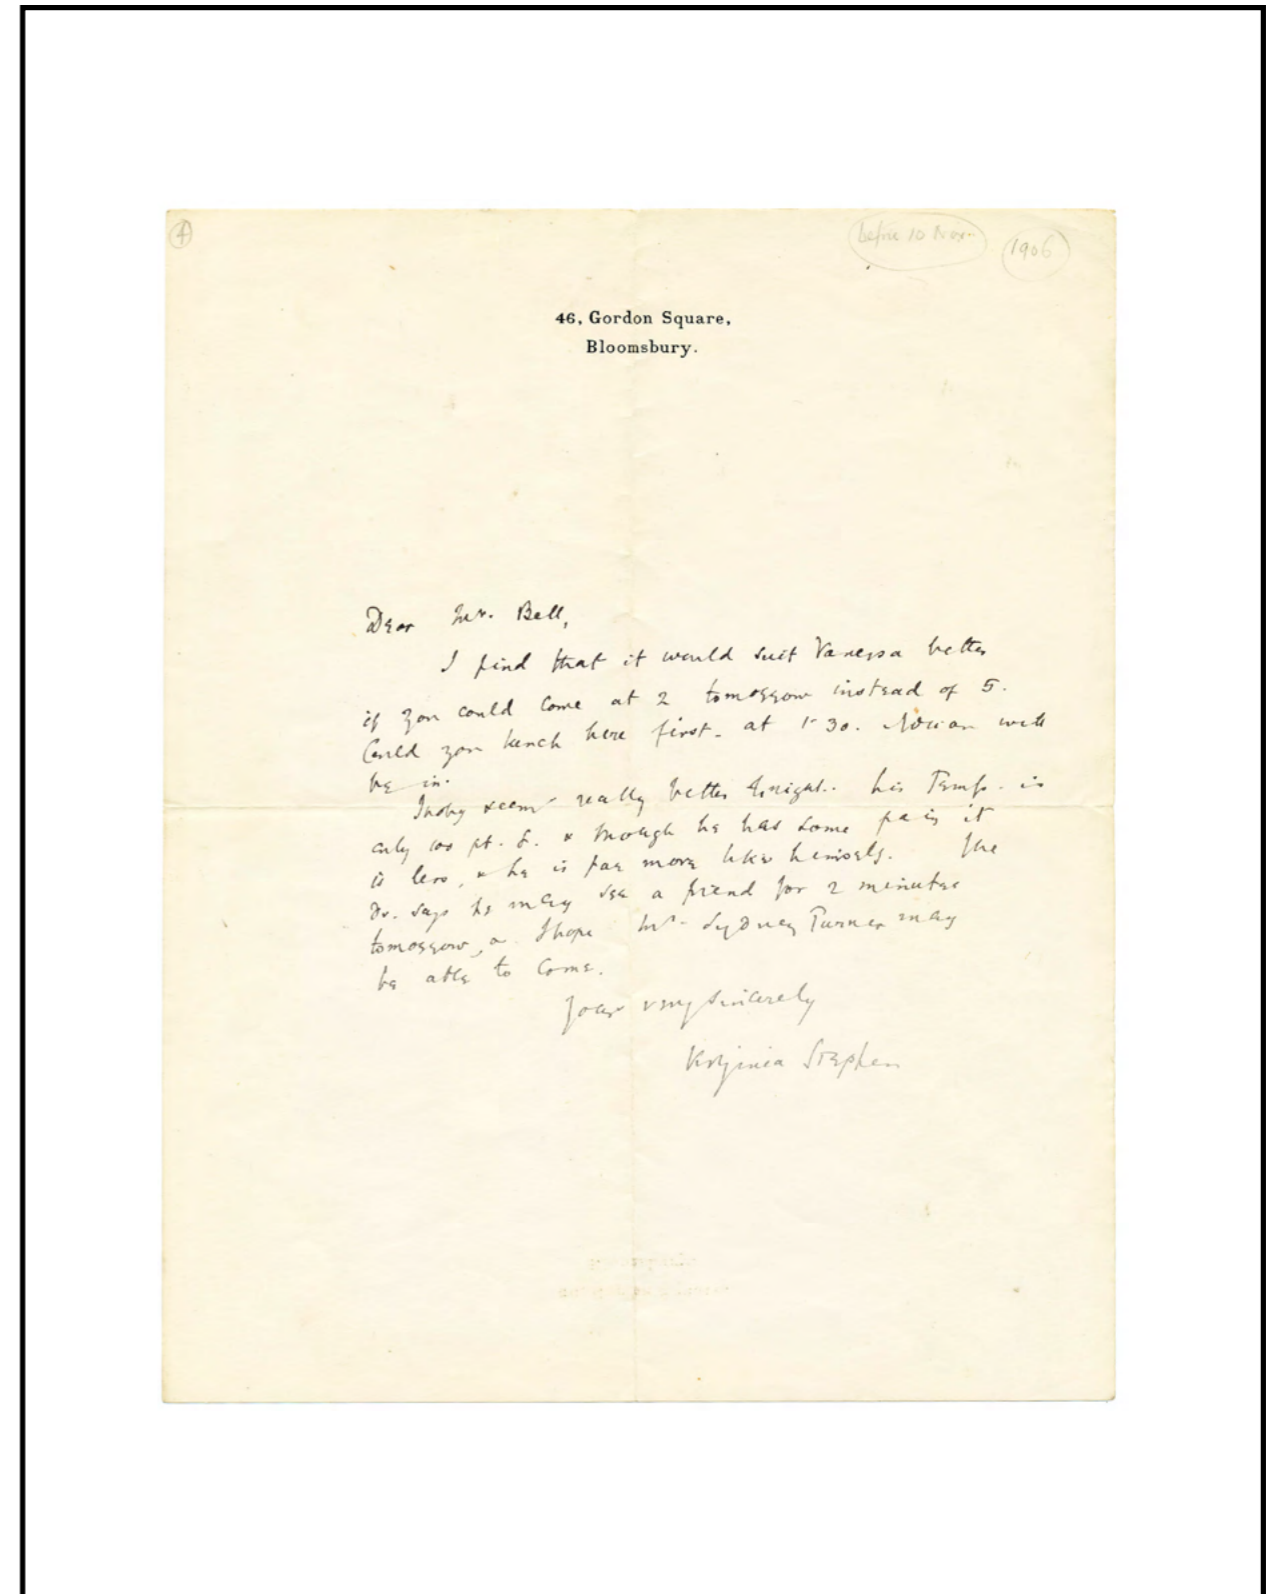 4
before 10 Nov.
1906
46, Gordon Square,
Bloomsbury.
Dear Mr. Bell,
I find that it would suit Vanessa better
if you could come at 2 tomorrow instead of 5.
Could you lunch here first - at 1 30. Adrian will
be in.
Thoby seems really better tonight. his Temp. is
only 100 pt. & though he has some pain it
is less, & he is far more like himself. The
Dr. says he may see a friend for 2 minutes
tomorrow, & I hope Mr. Sydney Turner may
be able to come.
Yours very sincerely
Virginia Stephen